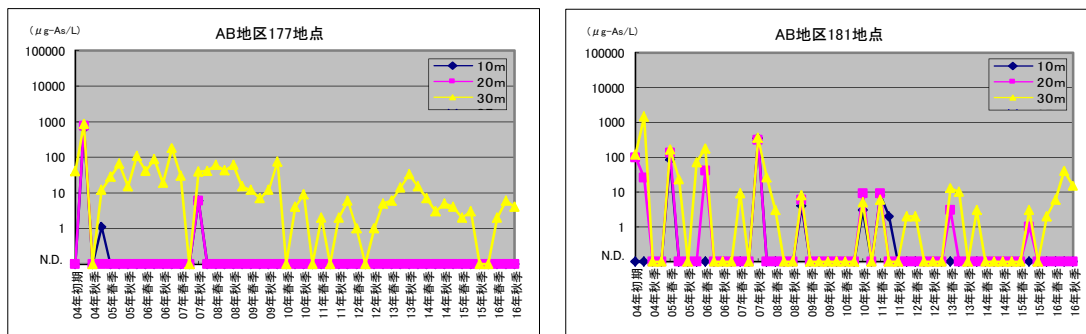 (μg-As/L)
AB地区177地点
100000
10000
1000
100
10
1
N.D.
10m
20m
30m
04年初期
04年秋季
05年春季
05年秋季
06年春季
06年秋季
07年春季
07年秋季
08年春季
08年秋季
09年春季
09年秋季
10年春季
10年秋季
11年春季
11年秋季
12年春季
12年秋季
13年春季
13年秋季
14年春季
14年秋季
15年春季
15年秋季
16年春季
16年秋季
(μg-As/L)
AB地区181地点
100000
10000
1000
100
10
1
N.D.
10m
20m
30m
04年初期
04年秋季
05年春季
05年秋季
06年春季
06年秋季
07年春季
07年秋季
08年春季
08年秋季
09年春季
09年秋季
10年春季
10年秋季
11年春季
11年秋季
12年春季
12年秋季
13年春季
13年秋季
14年春季
14年秋季
15年春季
15年秋季
16年春季
16年秋季